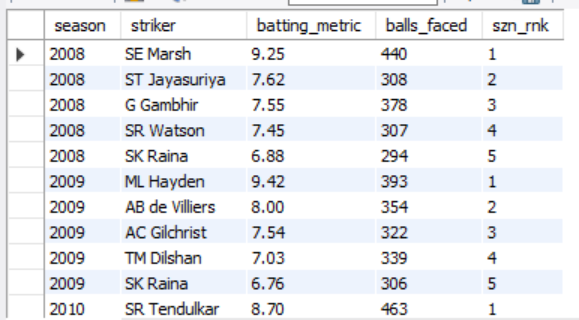 season striker batting_metric balls_faced szn_rnk
2008 SE Marsh 9.25 440 1
2008 ST Jayasuriya 7.62 308 2
2008 G Gambhir 7.55 378 3
2008 SR Watson 7.45 307 4
2008 SK Raina 6.88 294 5
2009 ML Hayden 9.42 393 1
2009 AB de Villiers 8.00 354 2
2009 AC Gilchrist 7.54 322 3
2009 TM Dilshan 7.03 339 4
2009 SK Raina 6.76 306 5
2010 SR Tendulkar 8.70 463 1